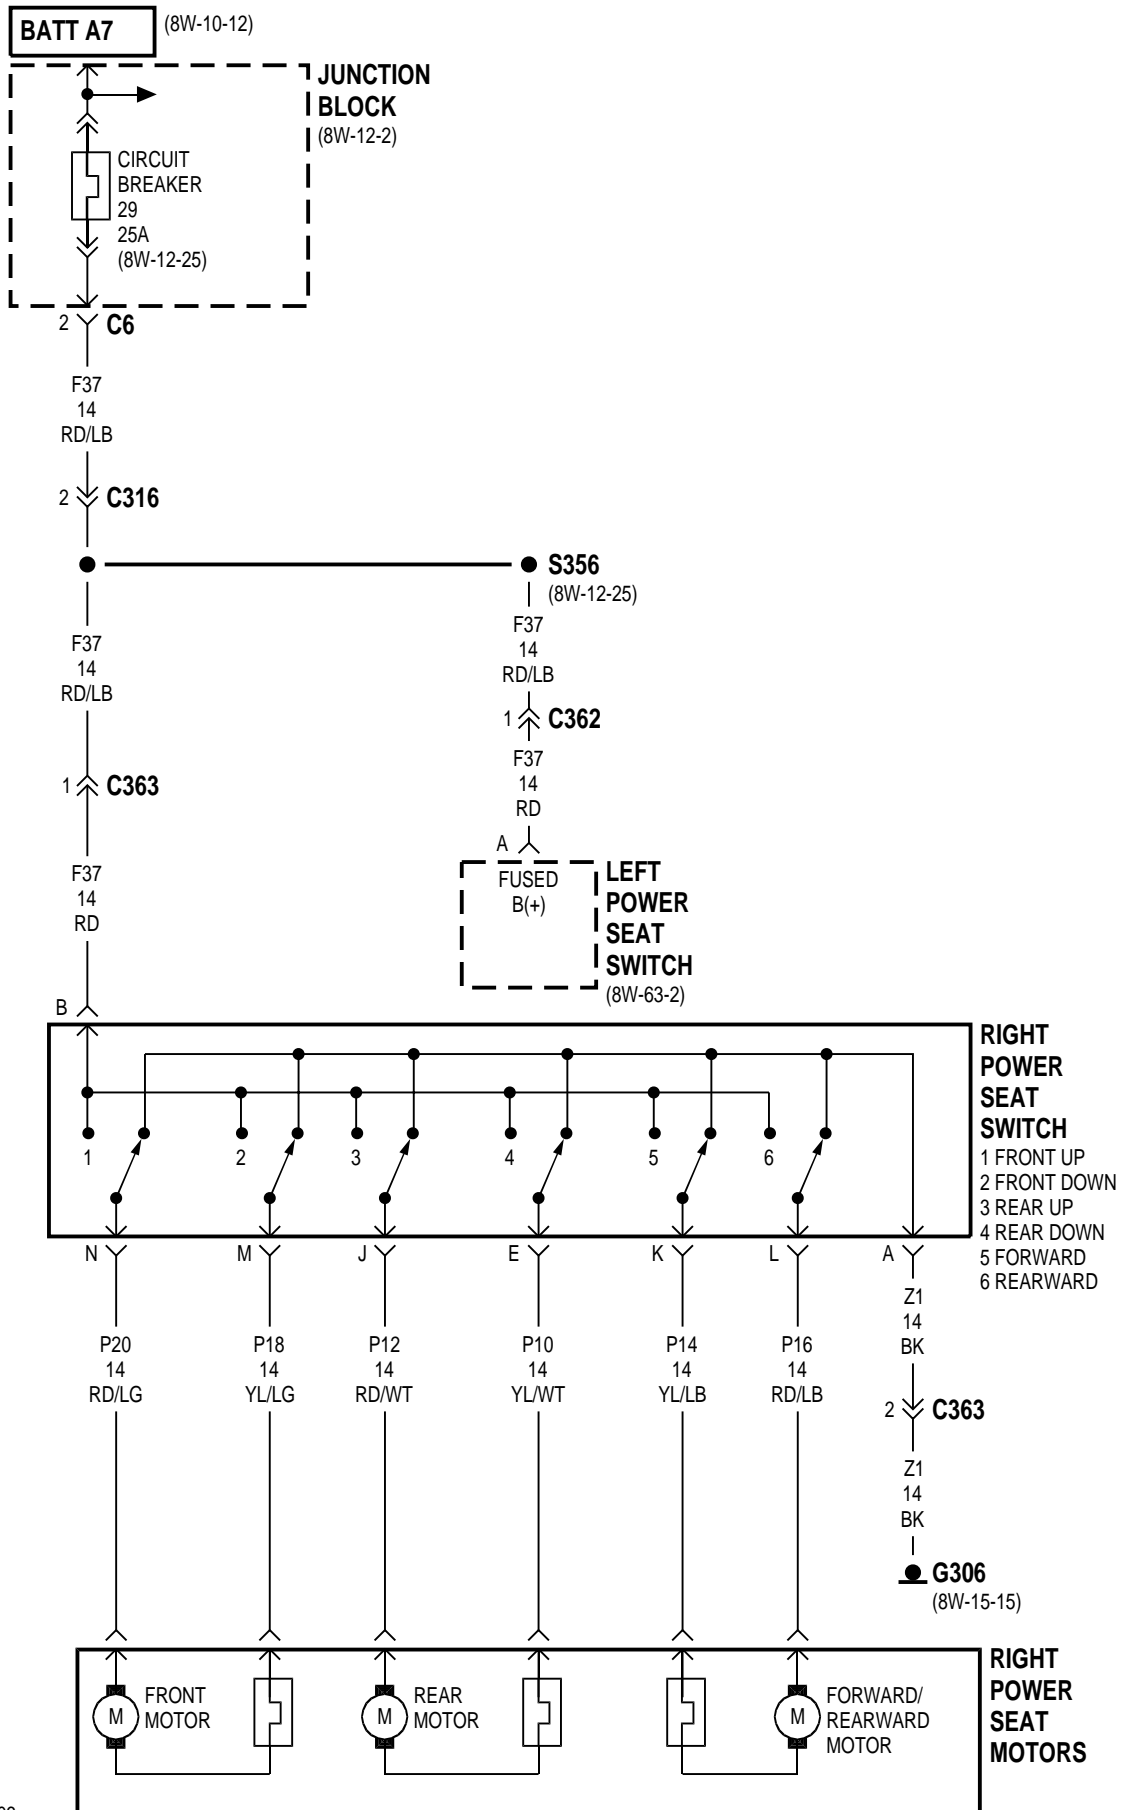 BATT A7
(8W-10-12)
JUNCTION
BLOCK
(8W-12-2)
CIRCUIT
BREAKER
29
25A
(8W-12-25)
2
C6
F37
14
RD/LB
2
C316
S356
(8W-12-25)
F37
14
RD/LB
F37
14
RD/LB
1
C362
1
C363
F37
14
RD
A
FUSED
B(+)
LEFT
POWER
SEAT
SWITCH
(8W-63-2)
F37
14
RD
B
RIGHT
POWER
SEAT
SWITCH
1 FRONT UP
2 FRONT DOWN
3 REAR UP
4 REAR DOWN
5 FORWARD
6 REARWARD
1
2
3
4
5
6
N
M
J
E
K
L
A
P20
14
RD/LG
P18
14
YL/LG
P12
14
RD/WT
P10
14
YL/WT
P14
14
YL/LB
P16
14
RD/LB
Z1
14
BK
2
C363
Z1
14
BK
G306
(8W-15-15)
RIGHT
POWER
SEAT
MOTORS
M
FRONT
MOTOR
M
REAR
MOTOR
M
FORWARD/
REARWARD
MOTOR